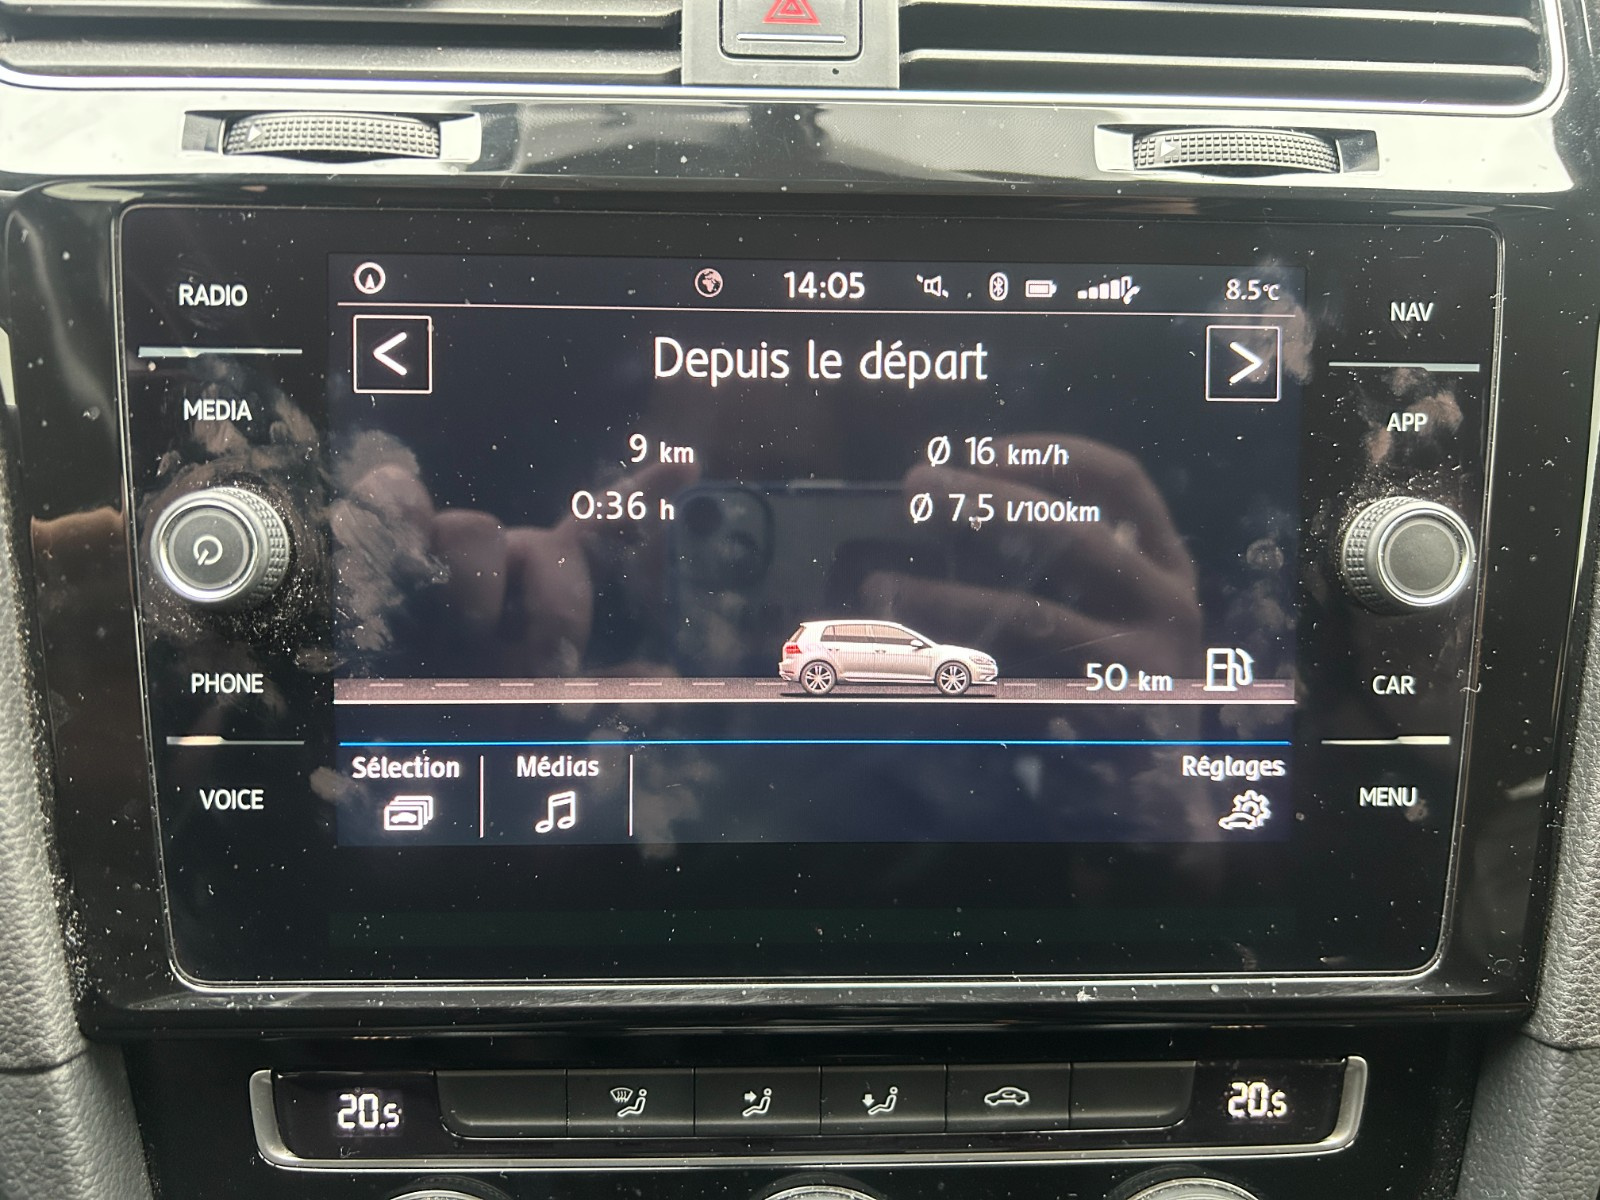 RADIO
MEDIA
PHONE
VOICE
14:05
8.5°C
< Depuis le départ >
9 km
Ø 16 km/h
0:36 h
Ø 7.5 l/100km
50 km
Sélection
Médias
Réglages
NAV
APP
CAR
MENU
20.5
20.5